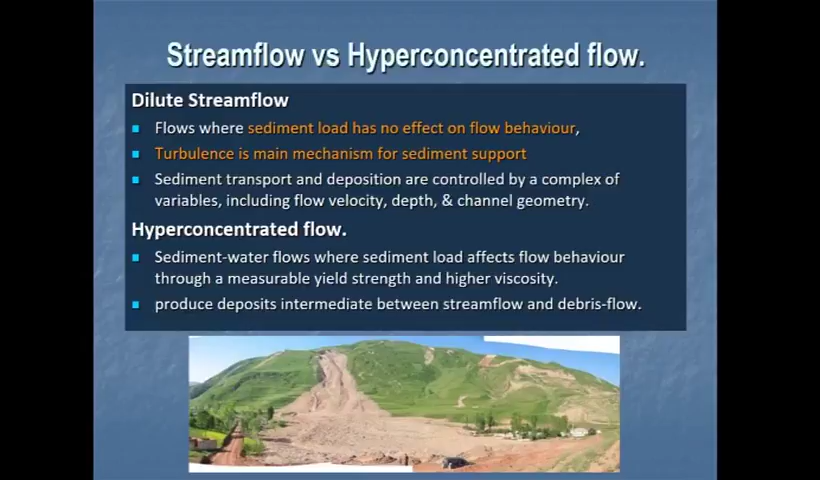 Streamflow vs Hyperconcentrated flow.
Dilute Streamflow
Flows where sediment load has no effect on flow behaviour,
Turbulence is main mechanism for sediment support
Sediment transport and deposition are controlled by a complex of
variables, including flow velocity, depth, & channel geometry.
Hyperconcentrated flow.
Sediment-water flows where sediment load affects flow behaviour
through a measurable yield strength and higher viscosity.
produce deposits intermediate between streamflow and debris-flow.